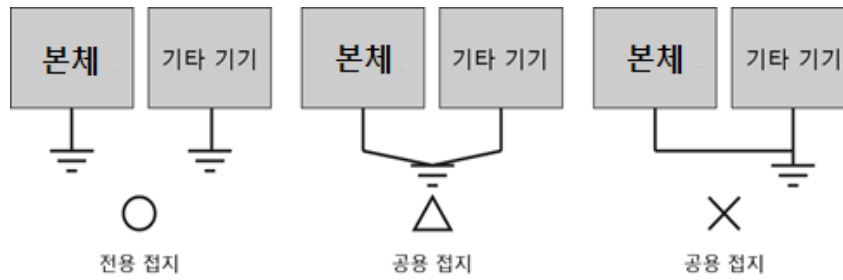 본체 기타 기기 본체 기타 기기 본체 기타 기기
전용 접지 공용 접지 공용 접지